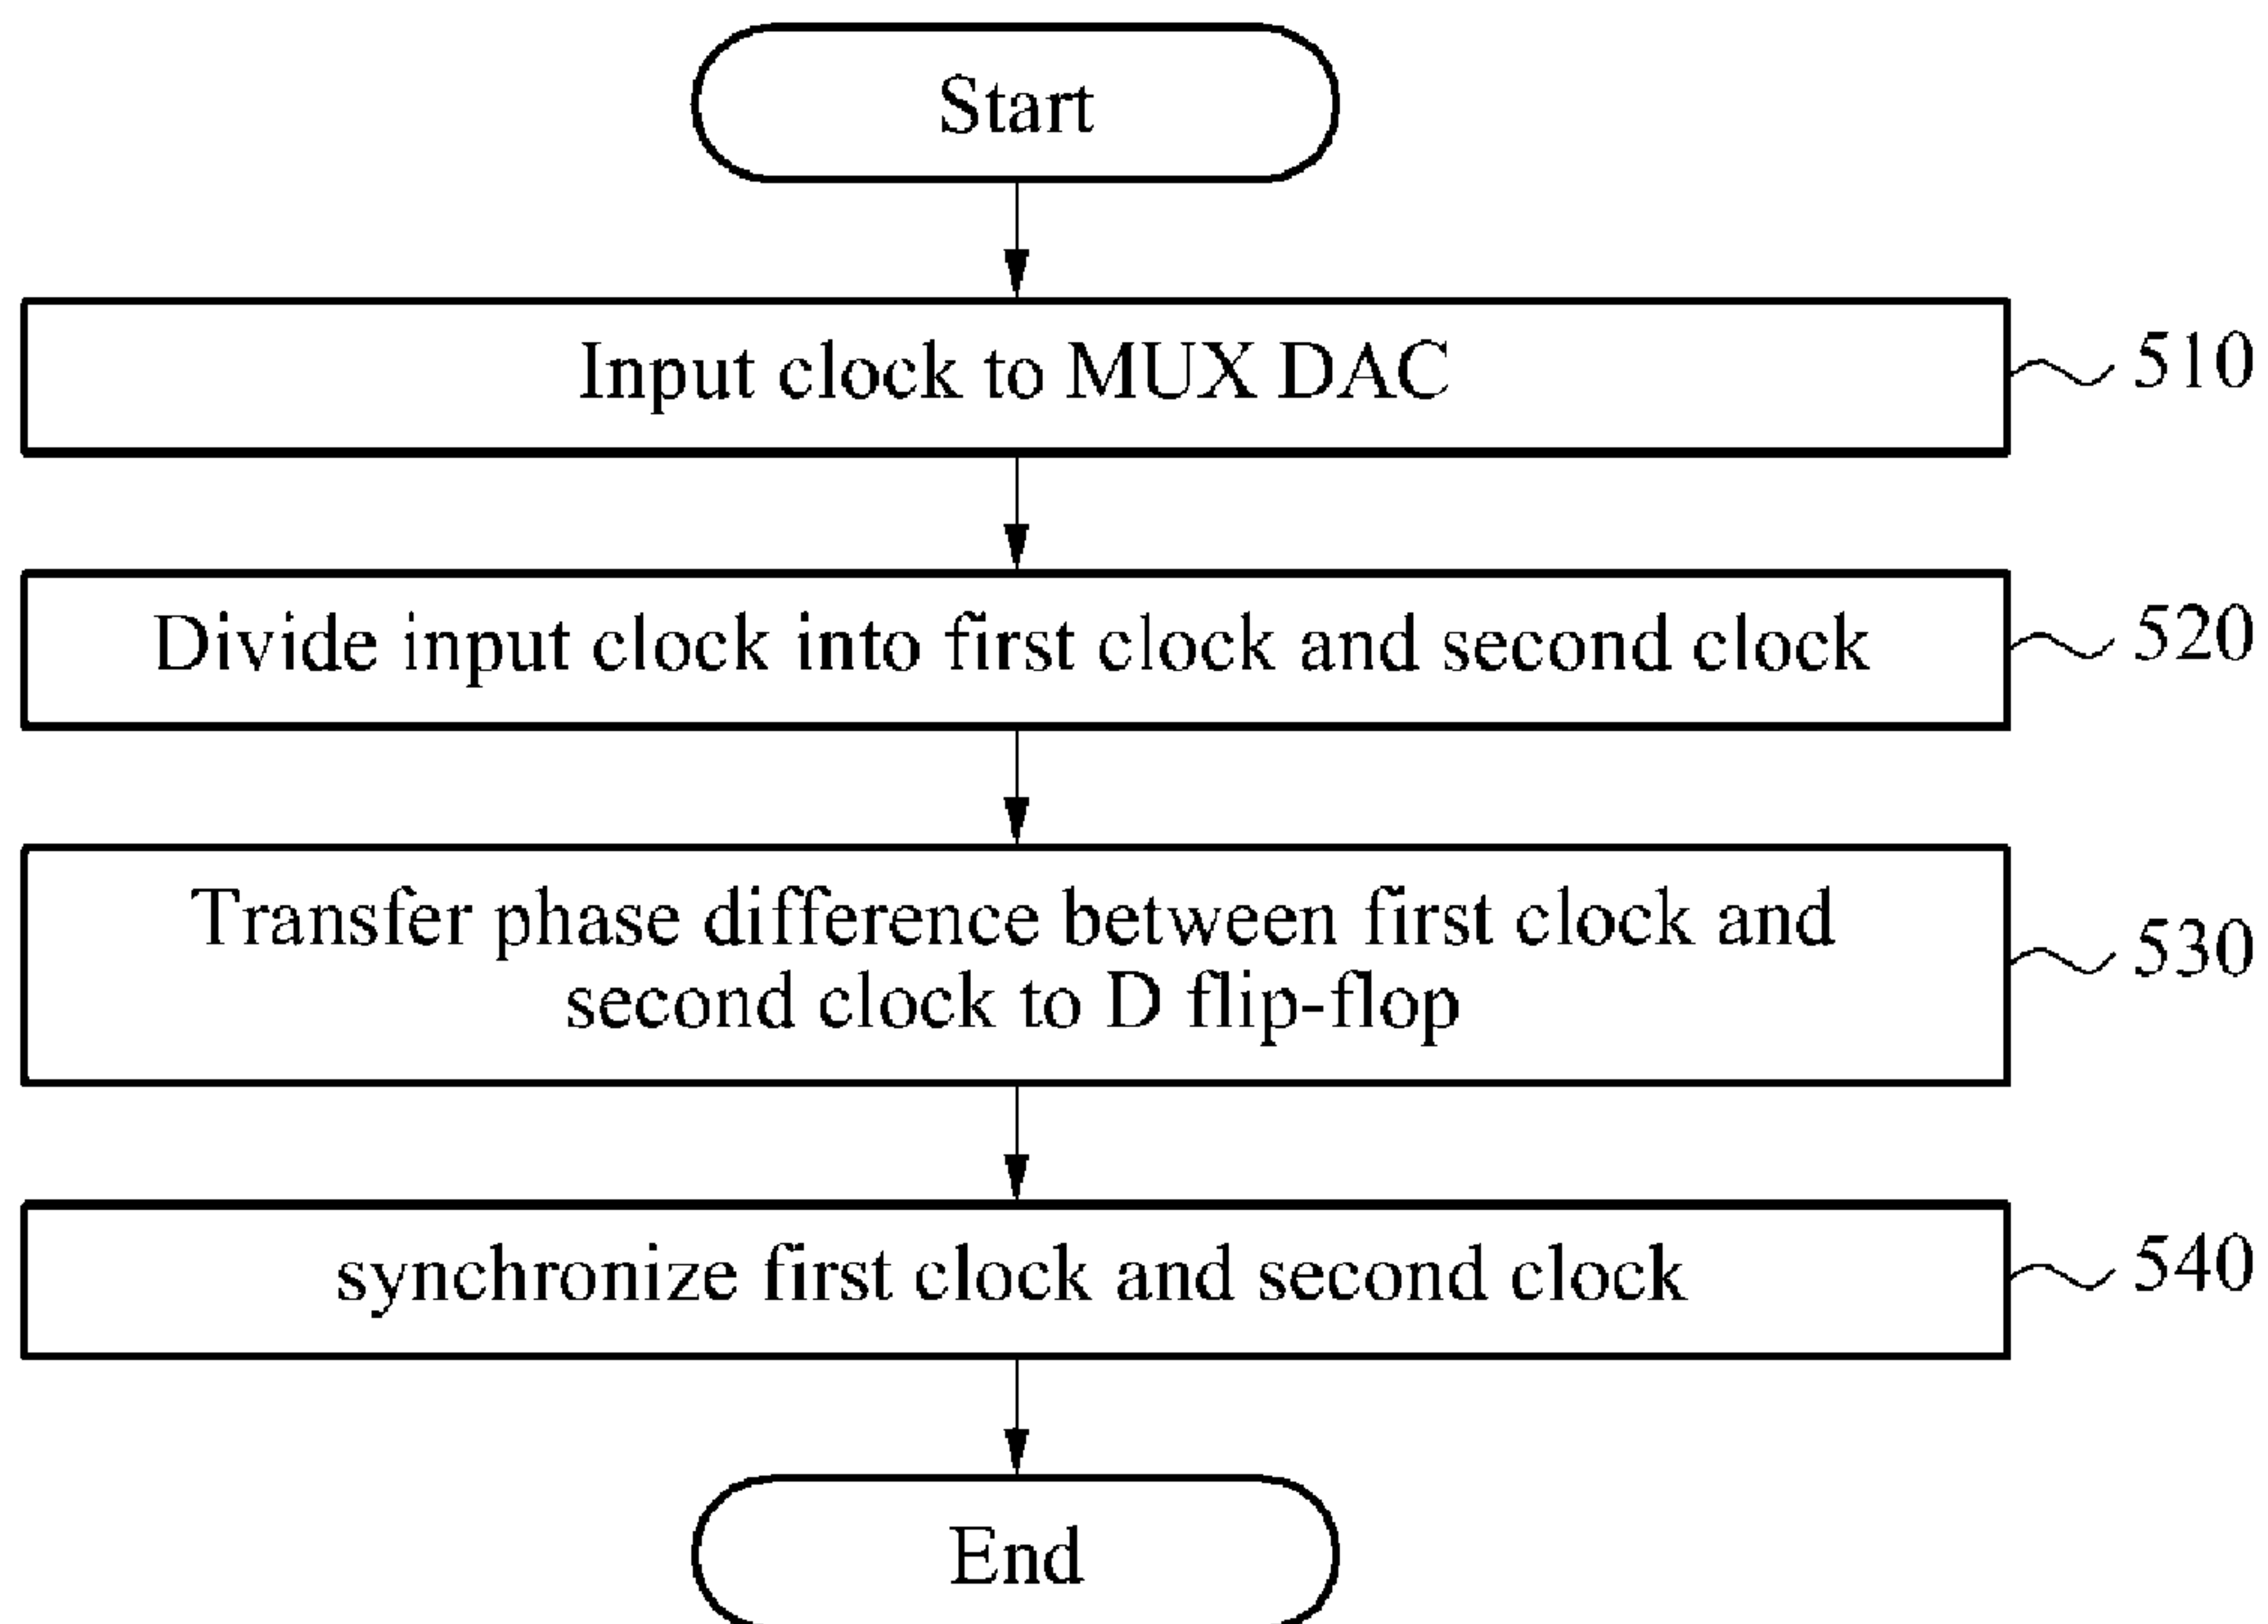 Start
Input clock to MUX DAC
510
Divide input clock into first clock and second clock
520
Transfer phase difference between first clock and
second clock to D flip-flop
530
synchronize first clock and second clock
540
End